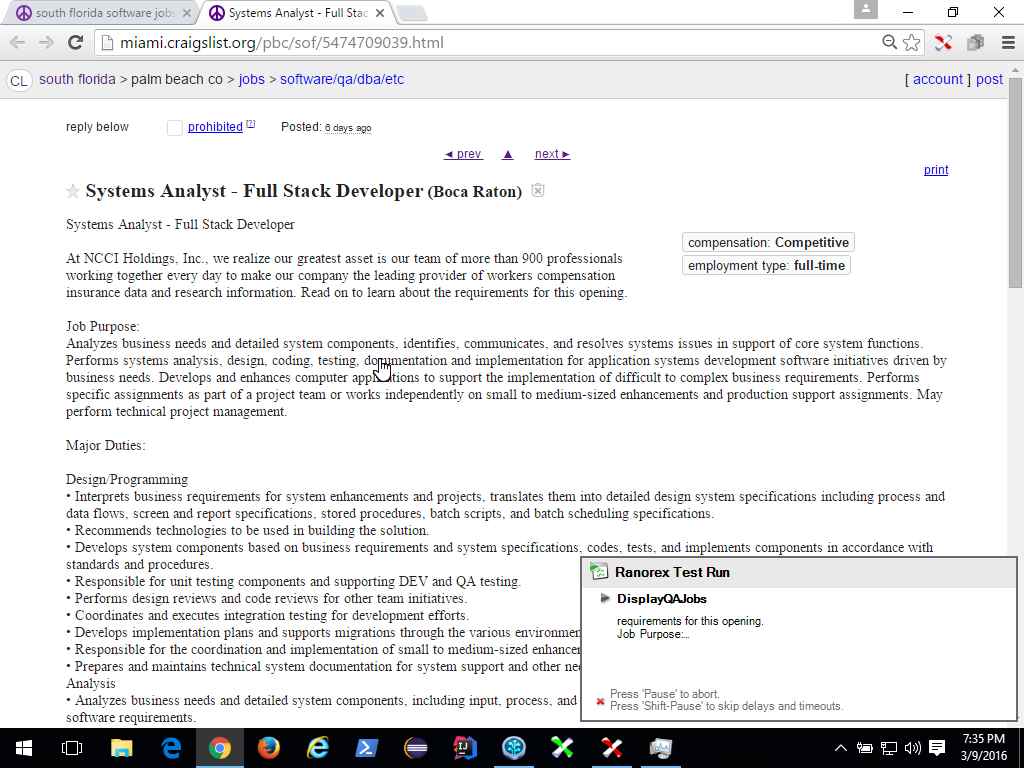 south florida software jobs
Systems Analyst - Full Stac
miami.craigslist.org/pbc/sof/5474709039.html
CL south florida > palm beach co > jobs > software/qa/dba/etc [ account ] post
reply below prohibited [?] Posted: 6 days ago
◄ prev ▲ next ►
print
Systems Analyst - Full Stack Developer (Boca Raton)
Systems Analyst - Full Stack Developer
compensation: Competitive
employment type: full-time
At NCCI Holdings, Inc., we realize our greatest asset is our team of more than 900 professionals
working together every day to make our company the leading provider of workers compensation
insurance data and research information. Read on to learn about the requirements for this opening.
Job Purpose:
Analyzes business needs and detailed system components, identifies, communicates, and resolves systems issues in support of core system functions.
Performs systems analysis, design, coding, testing, documentation and implementation for application systems development software initiatives driven by
business needs. Develops and enhances computer applications to support the implementation of difficult to complex business requirements. Performs
specific assignments as part of a project team or works independently on small to medium-sized enhancements and production support assignments. May
perform technical project management.
Major Duties:
Design/Programming
• Interprets business requirements for system enhancements and projects, translates them into detailed design system specifications including process and
data flows, screen and report specifications, stored procedures, batch scripts, and batch scheduling specifications.
• Recommends technologies to be used in building the solution.
• Develops system components based on business requirements and system specifications, codes, tests, and implements components in accordance with
standards and procedures.
• Responsible for unit testing components and supporting DEV and QA testing.
• Performs design reviews and code reviews for other team initiatives.
• Coordinates and executes integration testing for development efforts.
• Develops implementation plans and supports migrations through the various environmen
• Responsible for the coordination and implementation of small to medium-sized enhancer
• Prepares and maintains technical system documentation for system support and other nee
Analysis
• Analyzes business needs and detailed system components, including input, process, and
software requirements.
Ranorex Test Run
DisplayQAJobs
requirements for this opening.
Job Purpose:...
Press 'Pause' to abort.
Press 'Shift-Pause' to skip delays and timeouts.
7:35 PM
3/9/2016